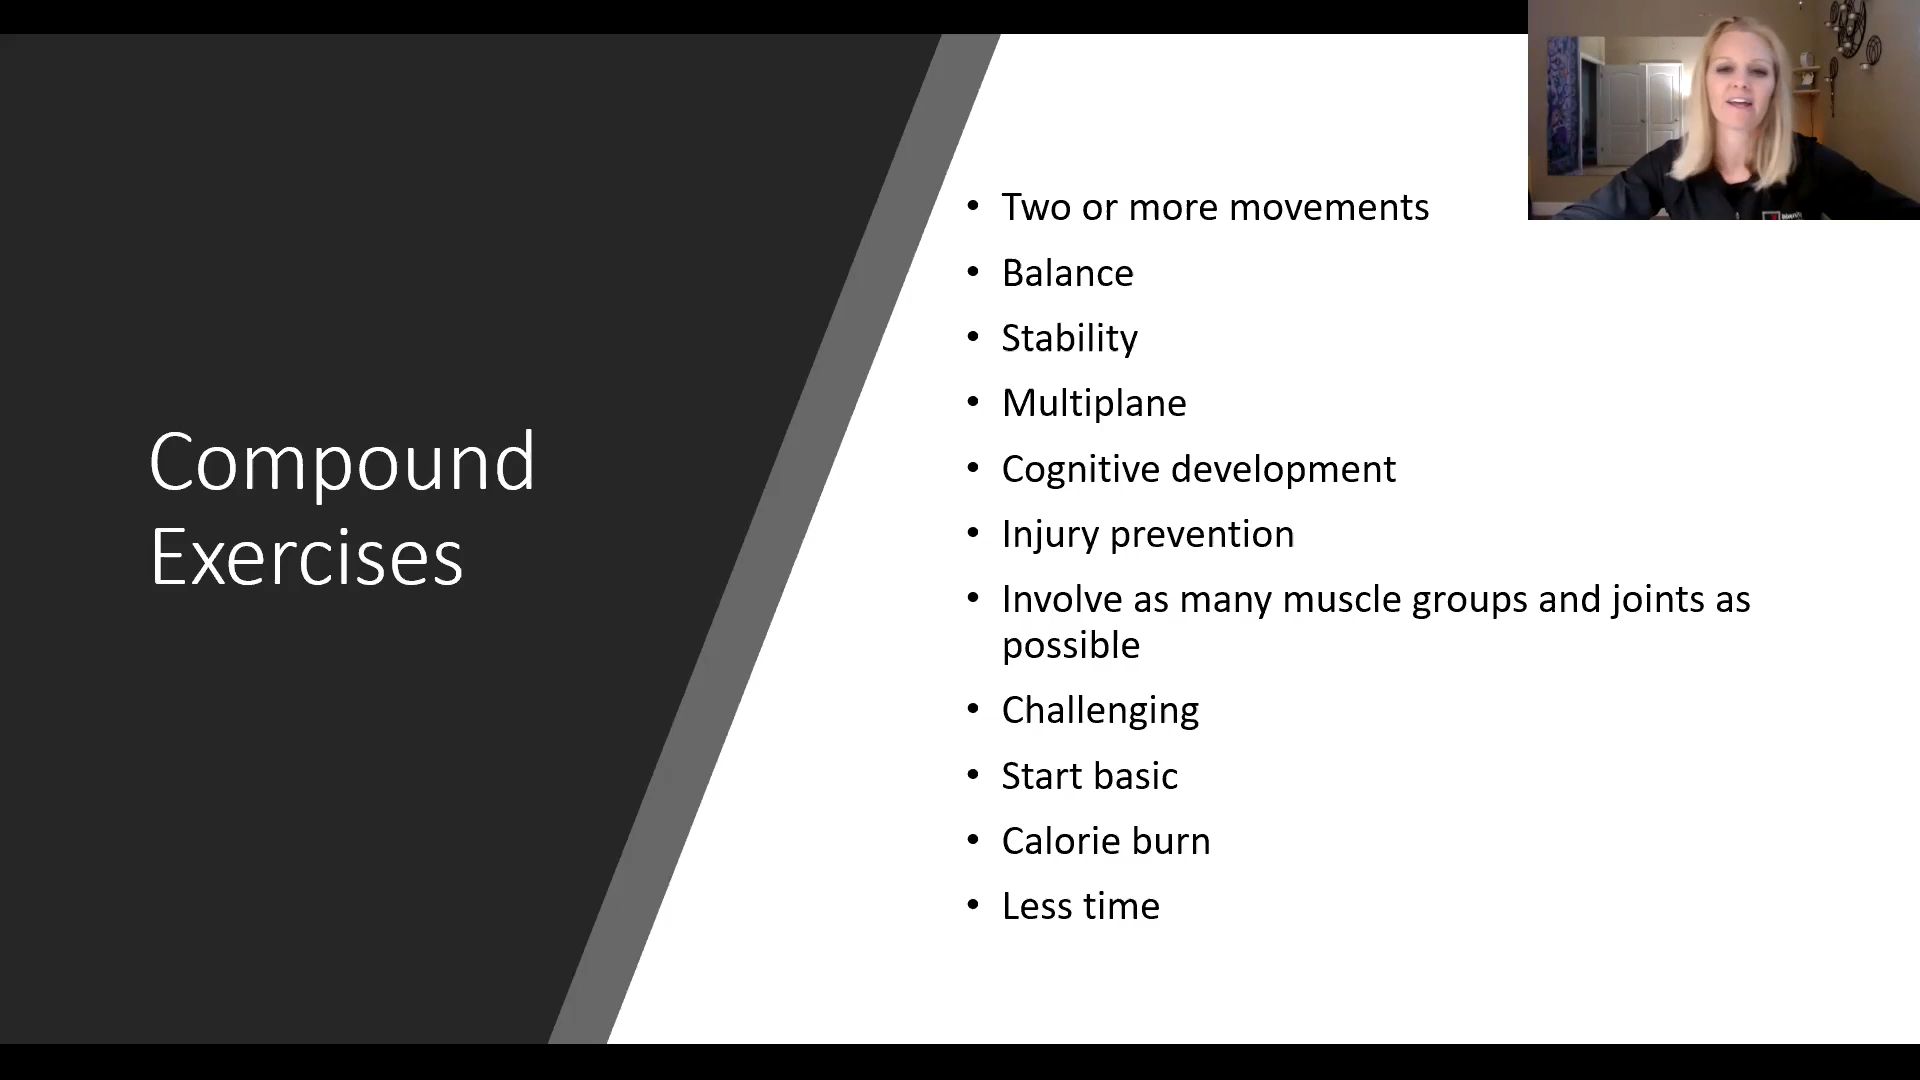 Compound
Exercises
• Two or more movements
• Balance
• Stability
• Multiplane
• Cognitive development
• Injury prevention
• Involve as many muscle groups and joints as
possible
• Challenging
• Start basic
• Calorie burn
• Less time